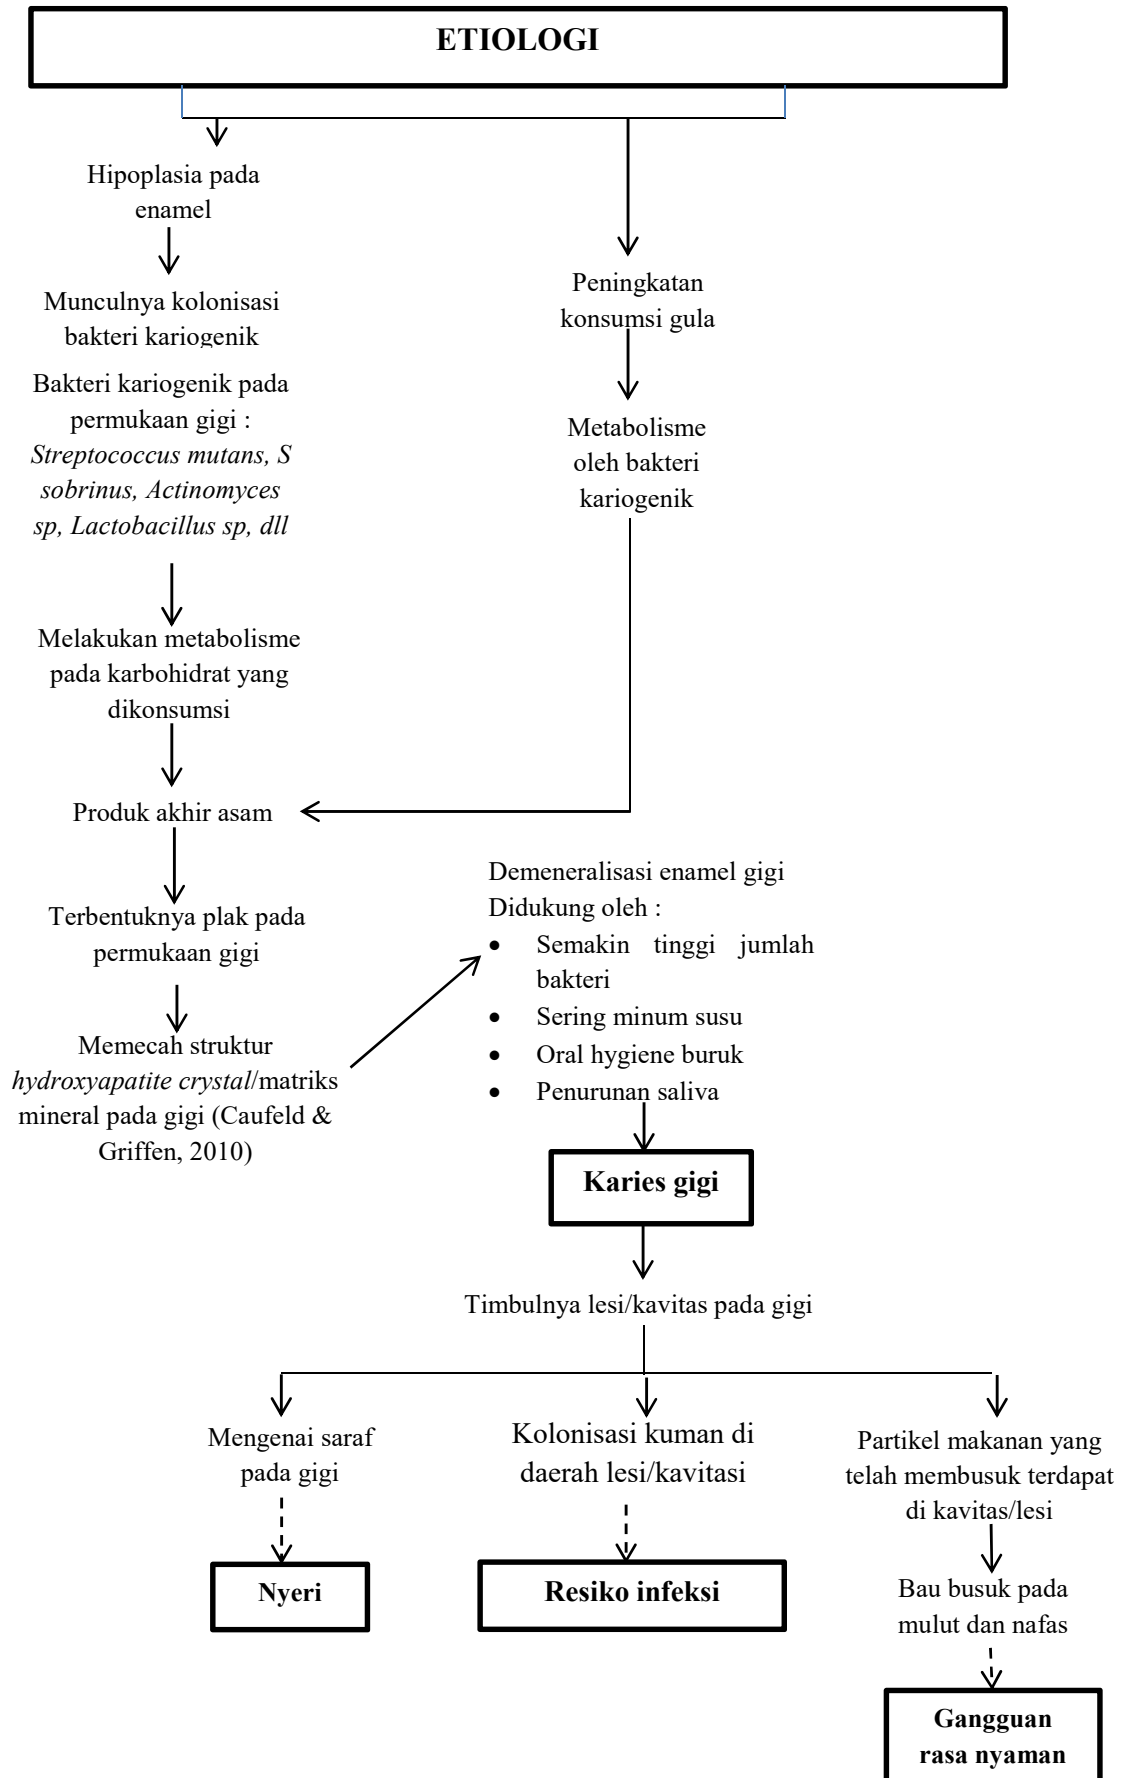 ETIOLOGI
Hipoplasia pada
enamel
Munculnya kolonisasi
bakteri kariogenik
Bakteri kariogenik pada
permukaan gigi :
Streptococcus mutans, S
sobrinus, Actinomyces
sp, Lactobacillus sp, dll
Melakukan metabolisme
pada karbohidrat yang
dikonsumsi
Produk akhir asam
Terbentuknya plak pada
permukaan gigi
Memecah struktur
hydroxyapatite crystal/matriks
mineral pada gigi (Caufeld &
Griffen, 2010)
Peningkatan
konsumsi gula
Metabolisme
oleh bakteri
kariogenik
Demeneralisasi enamel gigi
Didukung oleh :
• Semakin tinggi jumlah
bakteri
• Sering minum susu
• Oral hygiene buruk
• Penurunan saliva
Karies gigi
Timbulnya lesi/kavitas pada gigi
Mengenai saraf
pada gigi
Nyeri
Kolonisasi kuman di
daerah lesi/kavitasi
Resiko infeksi
Partikel makanan yang
telah membusuk terdapat
di kavitas/lesi
Bau busuk pada
mulut dan nafas
Gangguan
rasa nyaman